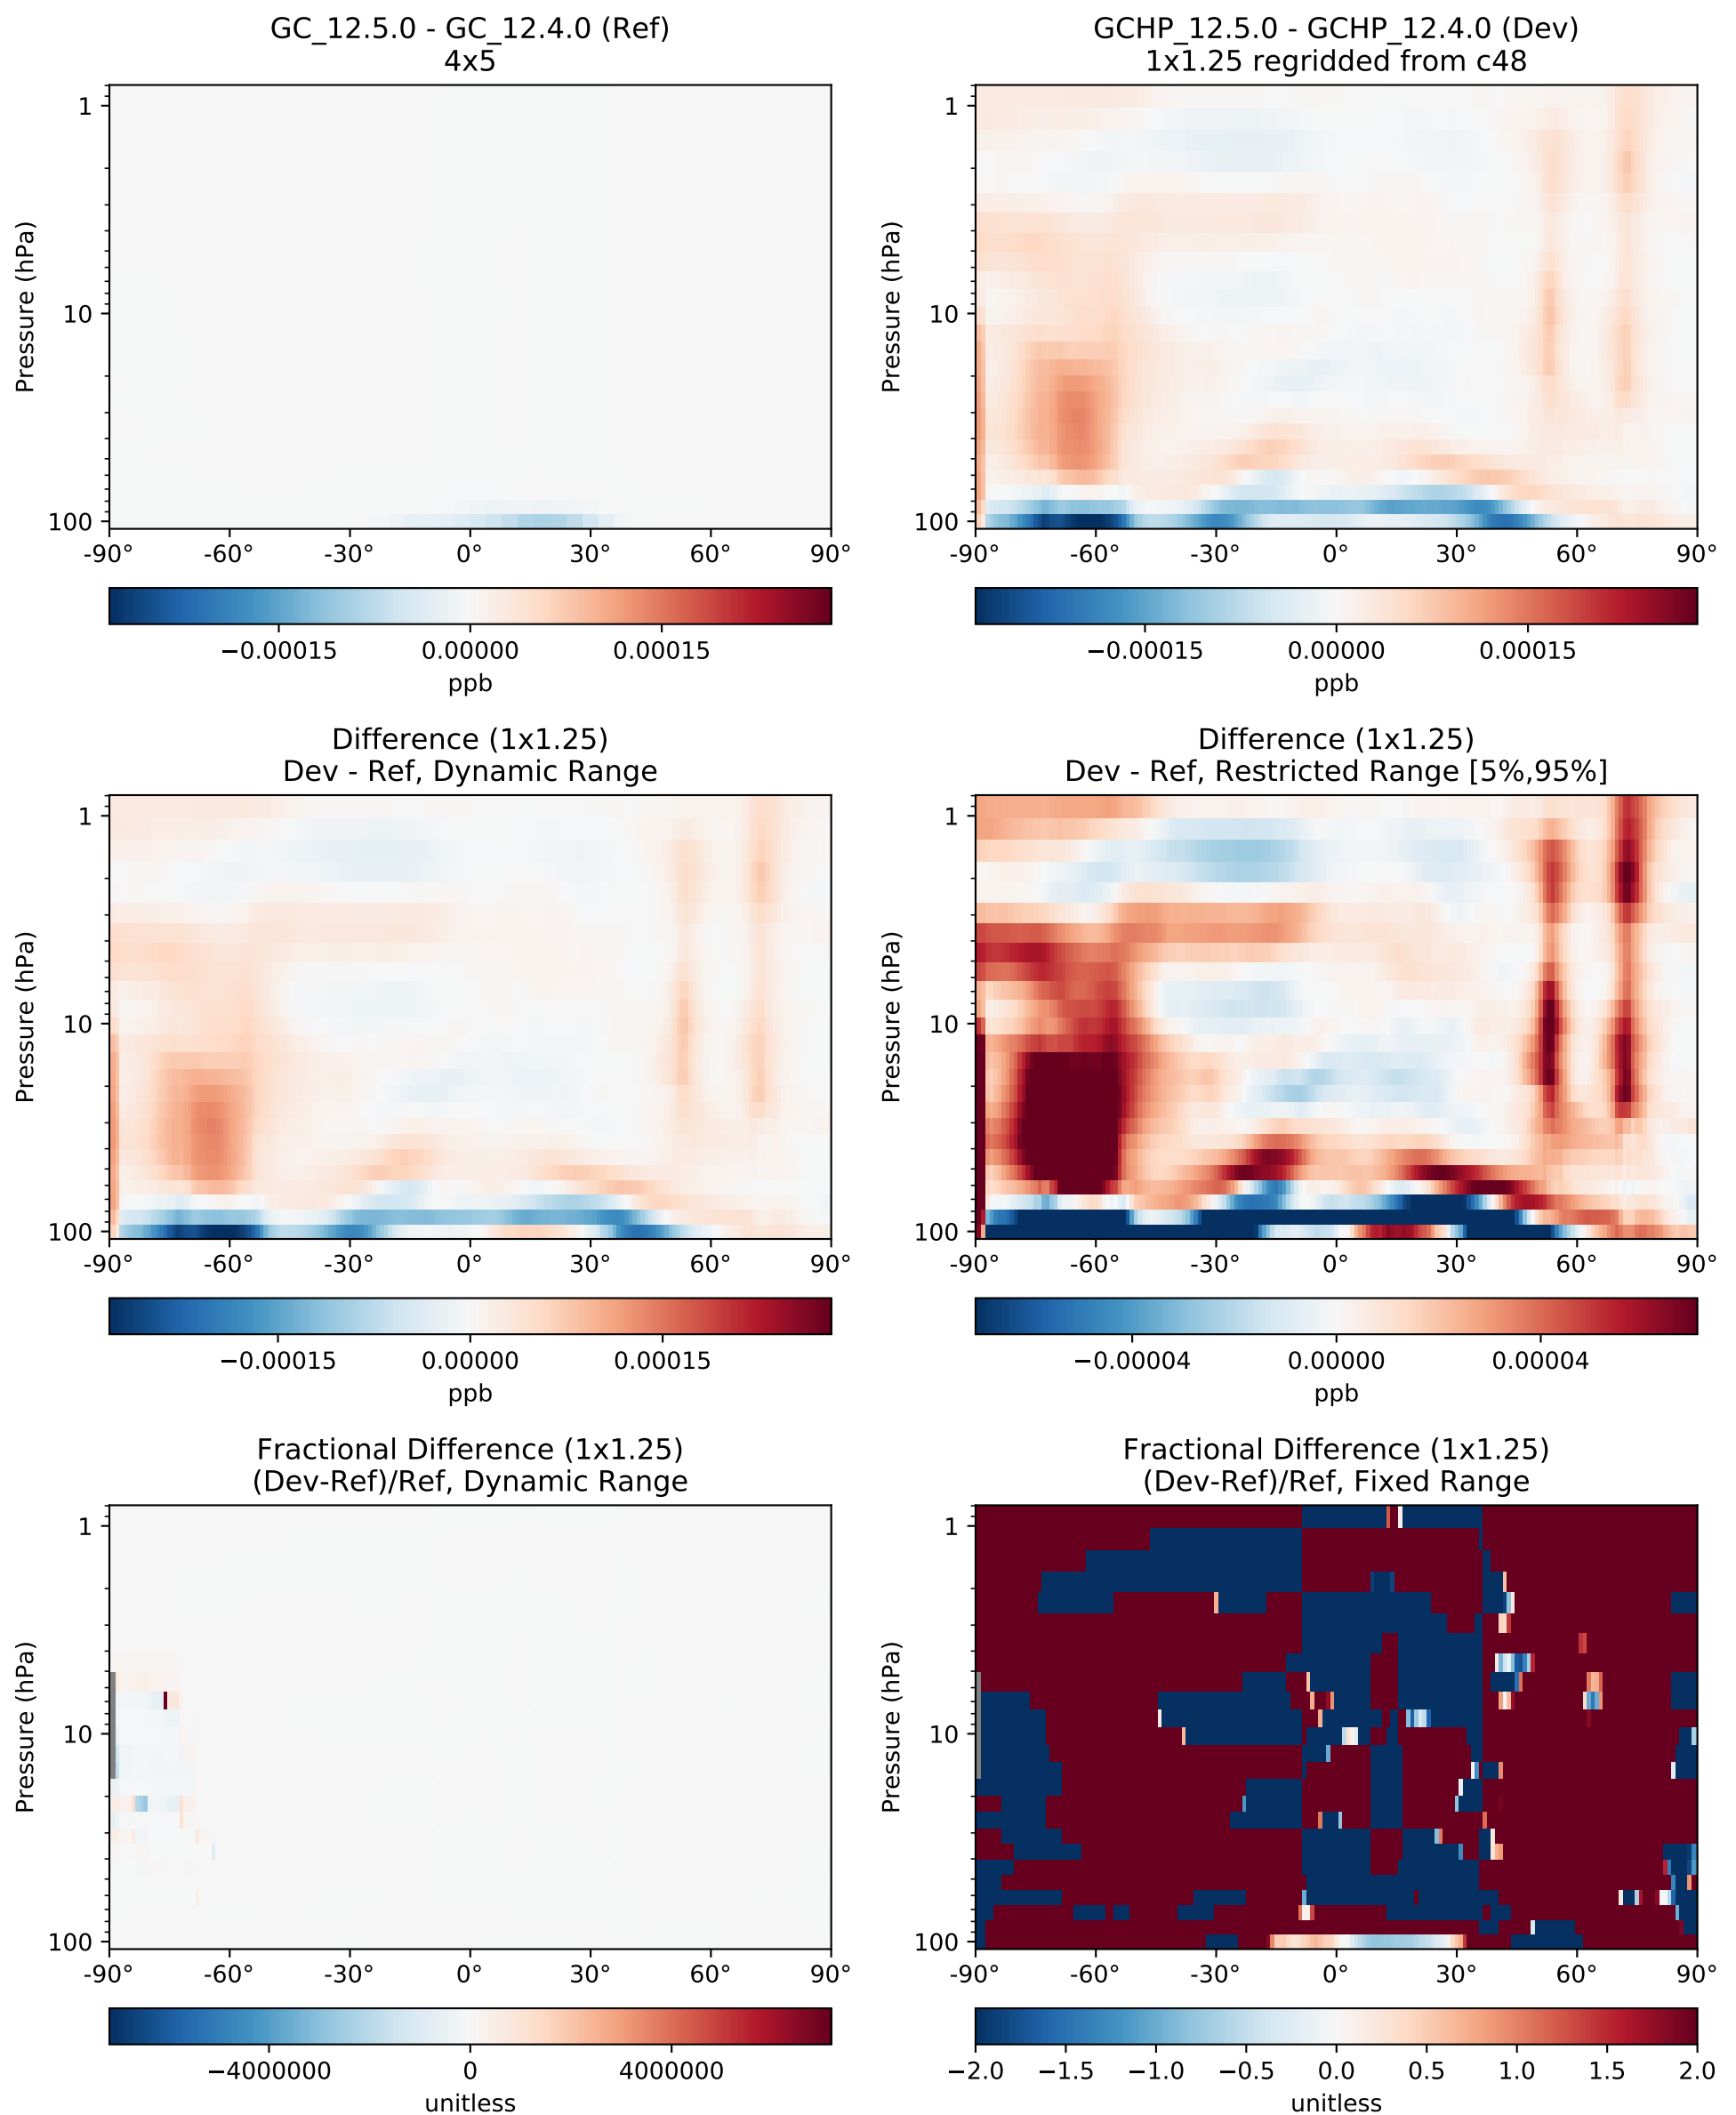 GC_12.5.0 - GC_12.4.0 (Ref)
4x5
Pressure (hPa)
1
10
100
-90° -60° -30° 0° 30° 60° 90°
−0.00015 0.00000 0.00015
ppb
GCHP_12.5.0 - GCHP_12.4.0 (Dev)
1x1.25 regridded from c48
Pressure (hPa)
1
10
100
-90° -60° -30° 0° 30° 60° 90°
−0.00015 0.00000 0.00015
ppb
Difference (1x1.25)
Dev - Ref, Dynamic Range
Pressure (hPa)
1
10
100
-90° -60° -30° 0° 30° 60° 90°
−0.00015 0.00000 0.00015
ppb
Difference (1x1.25)
Dev - Ref, Restricted Range [5%,95%]
Pressure (hPa)
1
10
100
-90° -60° -30° 0° 30° 60° 90°
−0.00004 0.00000 0.00004
ppb
Fractional Difference (1x1.25)
(Dev-Ref)/Ref, Dynamic Range
Pressure (hPa)
1
10
100
-90° -60° -30° 0° 30° 60° 90°
−4000000 0 4000000
unitless
Fractional Difference (1x1.25)
(Dev-Ref)/Ref, Fixed Range
Pressure (hPa)
1
10
100
-90° -60° -30° 0° 30° 60° 90°
−2.0 −1.5 −1.0 −0.5 0.0 0.5 1.0 1.5 2.0
unitless